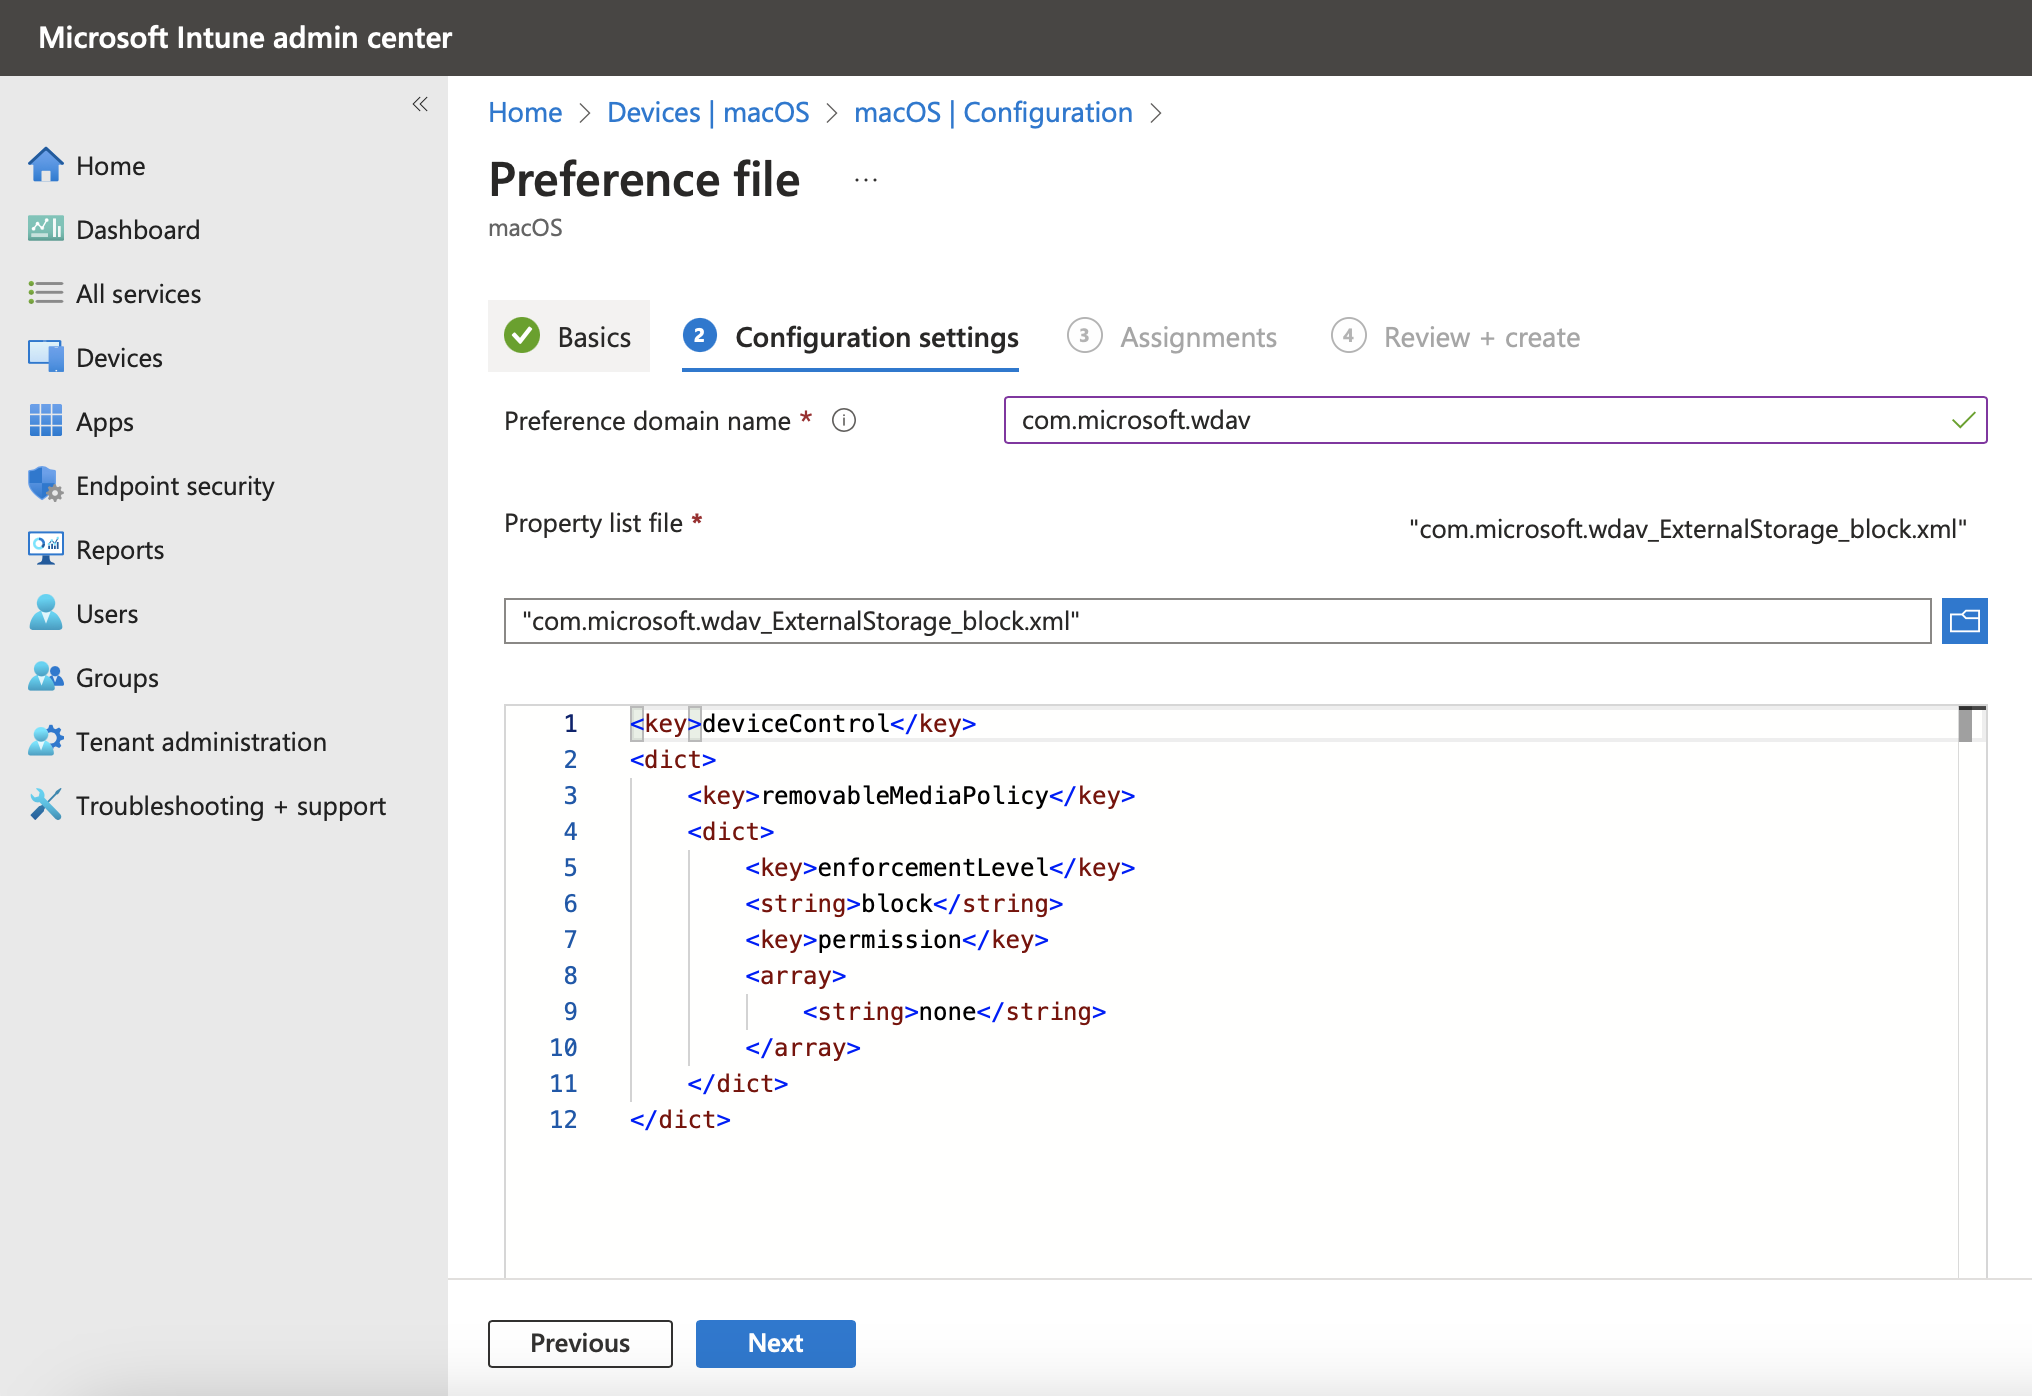 Microsoft Intune admin center
«
Home
Dashboard
All services
Devices
Apps
Endpoint security
Reports
Users
Groups
Tenant administration
Troubleshooting + support
Home > Devices | macOS > macOS | Configuration >
Preference file ...
macOS
Basics 2 Configuration settings 3 Assignments 4 Review + create
Preference domain name * com.microsoft.wdav
Property list file * "com.microsoft.wdav_ExternalStorage_block.xml"
"com.microsoft.wdav_ExternalStorage_block.xml"
1 <key>deviceControl</key>
2 <dict>
3 <key>removableMediaPolicy</key>
4 <dict>
5 <key>enforcementLevel</key>
6 <string>block</string>
7 <key>permission</key>
8 <array>
9 <string>none</string>
10 </array>
11 </dict>
12 </dict>
Previous Next